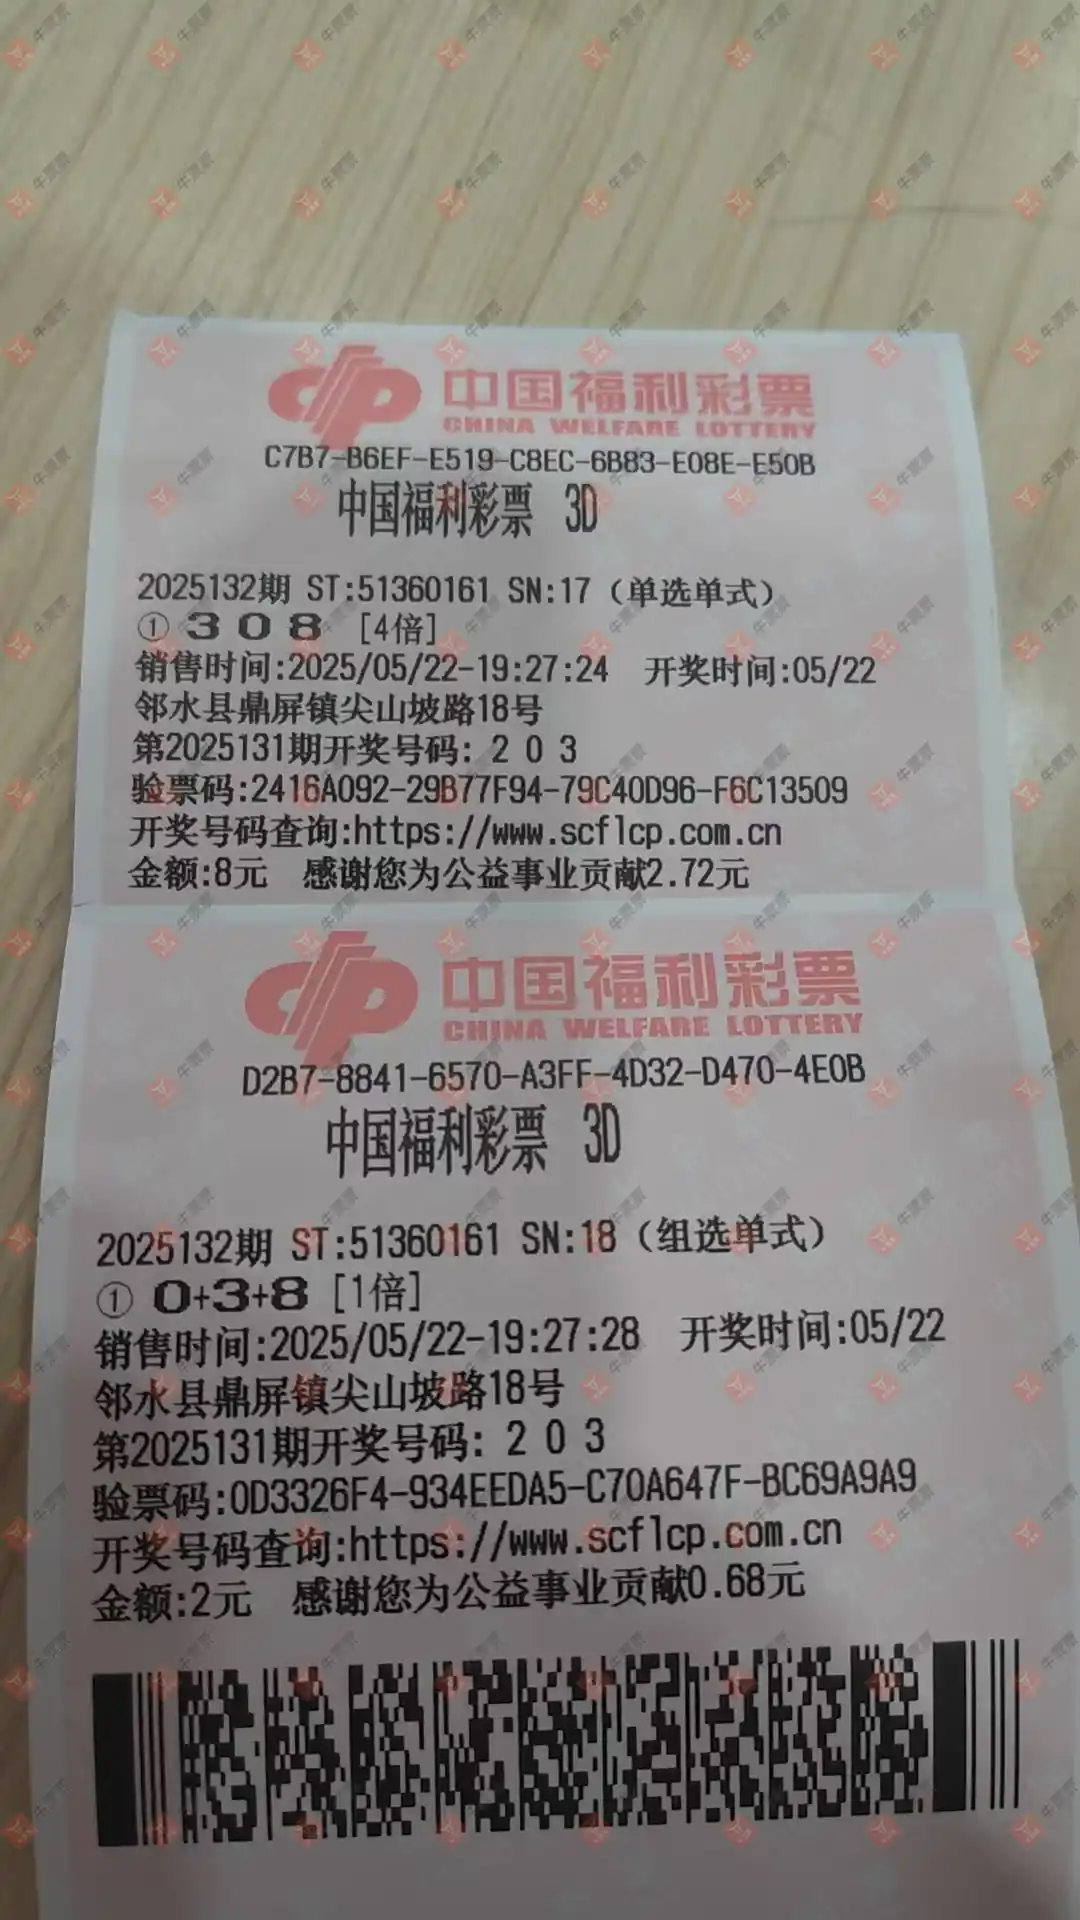 中国福利彩票
CHINA WELFARE LOTTERY
C7B7-B6EF-E519-C8EC-6B83-E08E-E50B
中国福利彩票 3D
2025132期 ST:51360161 SN:17 (单选单式)
① 3 0 8 [4倍]
销售时间:2025/05/22-19:27:24 开奖时间:05/22
邻水县鼎屏镇尖山坡路18号
第2025131期开奖号码: 2 0 3
验票码:2416A092-29B77F94-79C40D96-F6C13509
开奖号码查询:https://www.scflcp.com.cn
金额:8元 感谢您为公益事业贡献2.72元
中国福利彩票
CHINA WELFARE LOTTERY
D2B7-8841-6570-A3FF-4D32-D470-4E0B
中国福利彩票 3D
2025132期 ST:51360161 SN:18 (组选单式)
① 0+3+8 [1倍]
销售时间:2025/05/22-19:27:28 开奖时间:05/22
邻水县鼎屏镇尖山坡路18号
第2025131期开奖号码: 2 0 3
验票码:0D3326F4-934EEDA5-C70A647F-BC69A9A9
开奖号码查询:https://www.scflcp.com.cn
金额:2元 感谢您为公益事业贡献0.68元